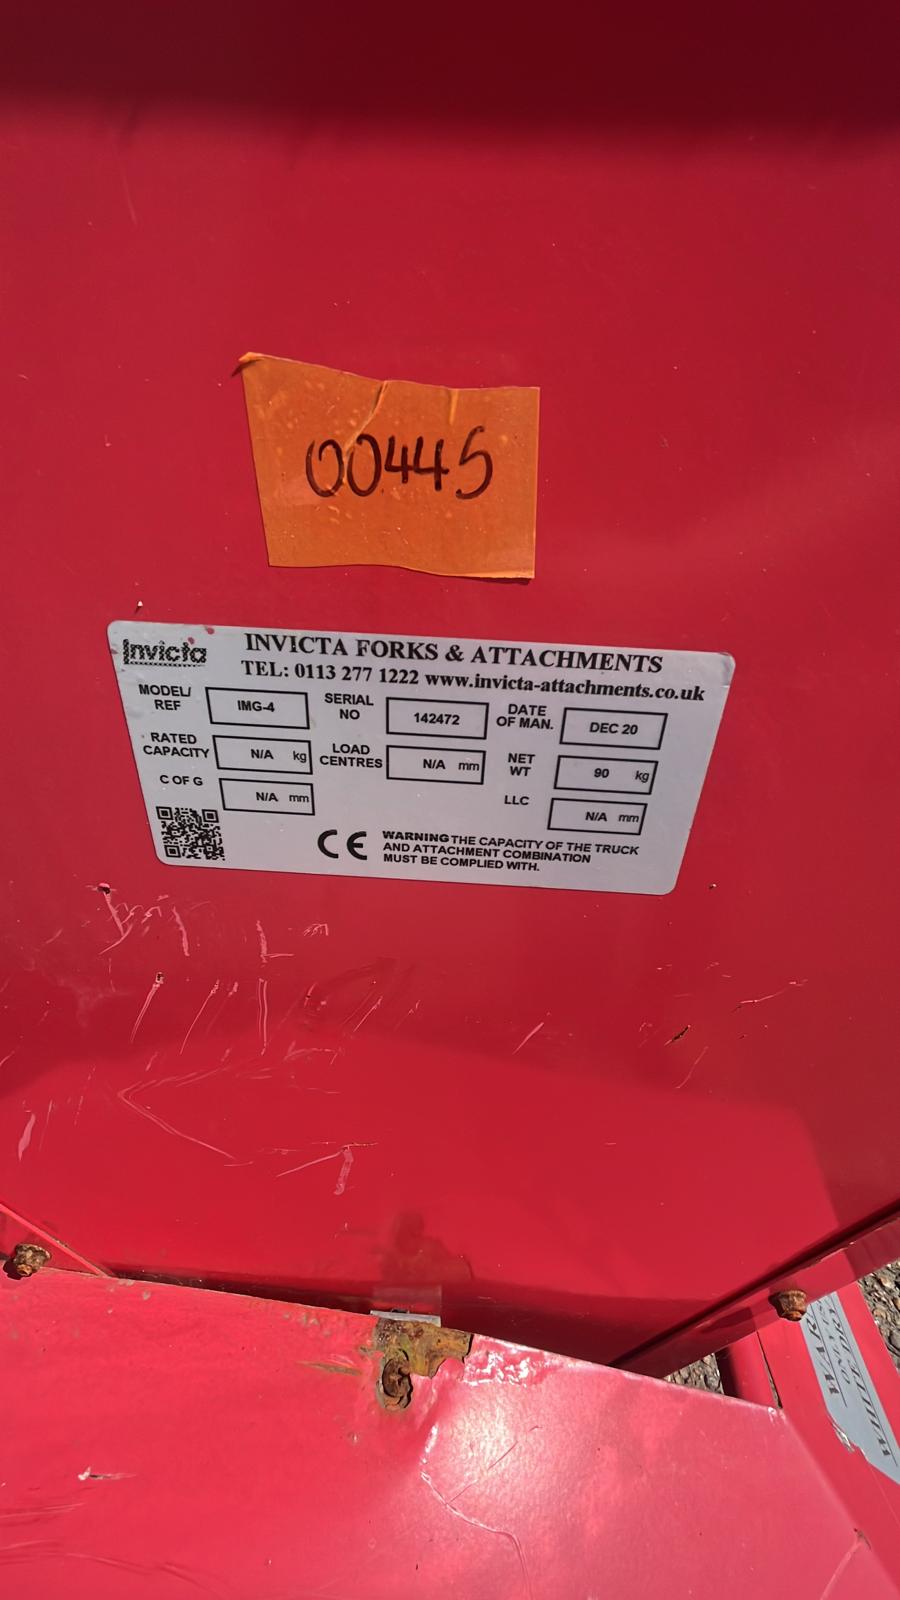 00445
Invicta
INVICTA FORKS & ATTACHMENTS
TEL: 0113 277 1222 www.invicta-attachments.co.uk
MODEL/ REF IMG-4 SERIAL NO 142472 DATE OF MAN. DEC 20
RATED CAPACITY N/A kg LOAD CENTRES N/A mm NET WT 90 kg
C OF G N/A mm LLC N/A mm
CE WARNING THE CAPACITY OF THE TRUCK
AND ATTACHMENT COMBINATION
MUST BE COMPLIED WITH.